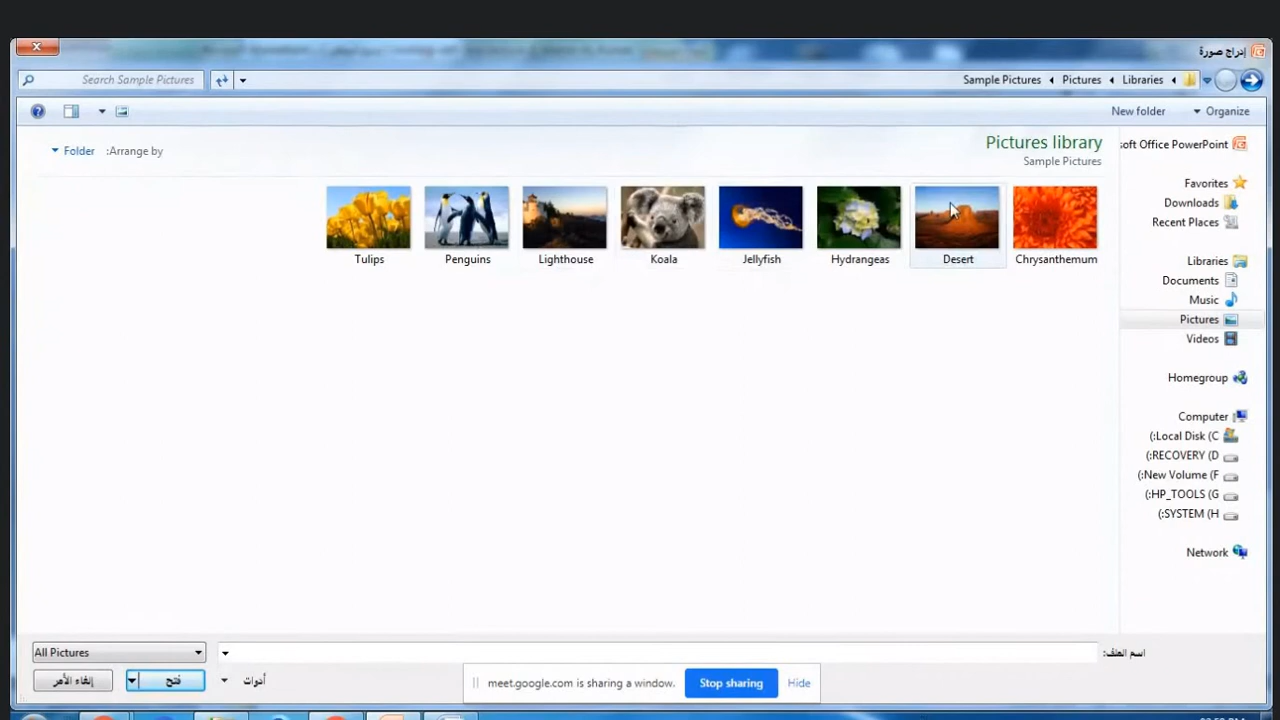 إدراج صورة
Search Sample Pictures
Libraries
Pictures
Sample Pictures
Organize
New folder
Pictures library
Sample Pictures
Arrange by:
Folder
soft Office PowerPoint
Favorites
Downloads
Recent Places
Libraries
Documents
Music
Pictures
Videos
Homegroup
Computer
(:Local Disk (C
(:RECOVERY (D
(:New Volume (F
(:HP_TOOLS (G
(:SYSTEM (H
Network
Chrysanthemum
Desert
Hydrangeas
Jellyfish
Koala
Lighthouse
Penguins
Tulips
اسم الملف:
All Pictures
أدوات
فتح
إلغاء الأمر
meet.google.com is sharing a window.
Stop sharing
Hide